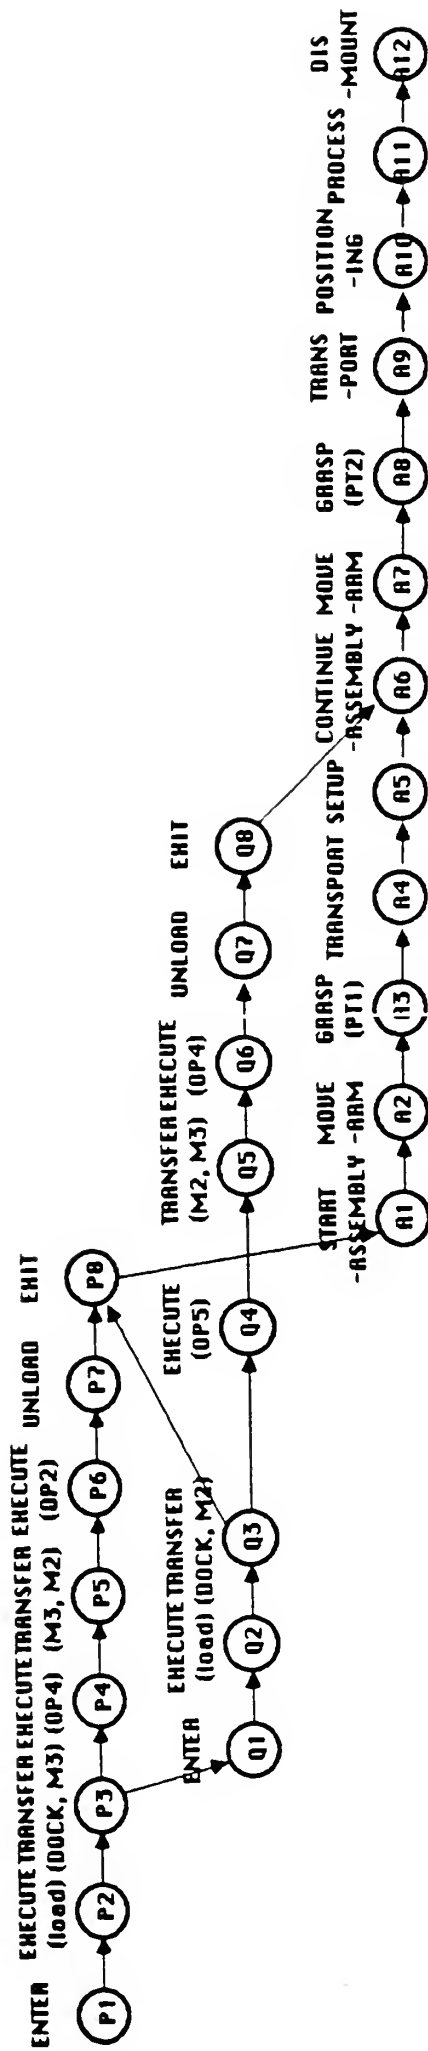 ENTER EXECUTE TRANSFER EXECUTE TRANSFER EXECUTE UNLOAD EXIT
(load) (DOCK, M3) (OP4) (M3, M2) (OP2)
P1 P2 P3 P4 P5 P6 P7 P8
ENTER EXECUTE TRANSFER EXECUTE TRANSFER EXECUTE UNLOAD EXIT
(load) (DOCK, M2) (OP5) (M2, M3) (OP4)
Q1 Q2 Q3 Q4 Q5 Q6 Q7 Q8
START MOVE GRASP TRANSPORT SETUP CONTINUE MOVE GRASP TRANS POSITION PROCESS DIS
-ASSEMBLY -ARM (PT1) -ASSEMBLY -ARM (PT2) -PORT -ING -MOUNT
A1 A2 A3 A4 A5 A6 A7 A8 A9 A10 A11 A12